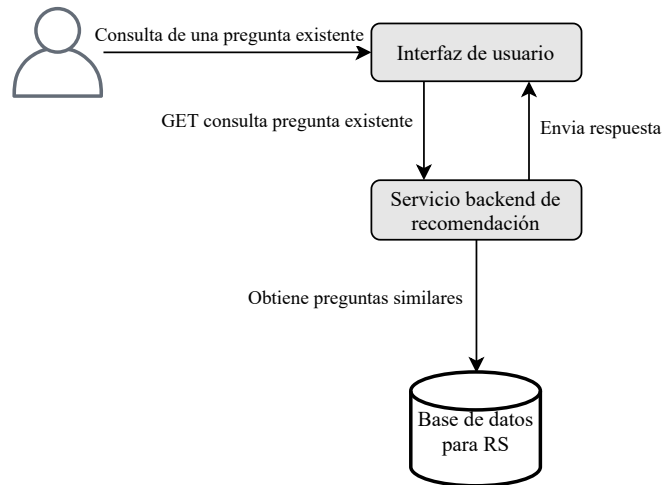 Consulta de una pregunta existente
Interfaz de usuario
GET consulta pregunta existente
Envia respuesta
Servicio backend de
recomendación
Obtiene preguntas similares
Base de datos
para RS